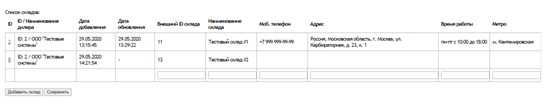 Список складов:
ID
ID / Наименование дилера
Дата добавления
Дата обновления
Внешний ID склада
Наименование склада
Моб. телефон
Адрес
Время работы
Метро
2
ID: 2 / ООО "Тестовые системы"
29.05.2020 13:15:45
29.05.2020 13:29:22
11
Тестовый склад #1
+7 999 999-99-99
Россия, Московская область, г. Москва, ул. Карбюраторная, д. 23, к. 1
пн-пт с 10:00 до 18:00
м. Кантемировская
ID: 2 / ООО "Тестовые системы"
29.05.2020 14:21:54
-
13
Тестовый склад #2
Добавить склад
Сохранить